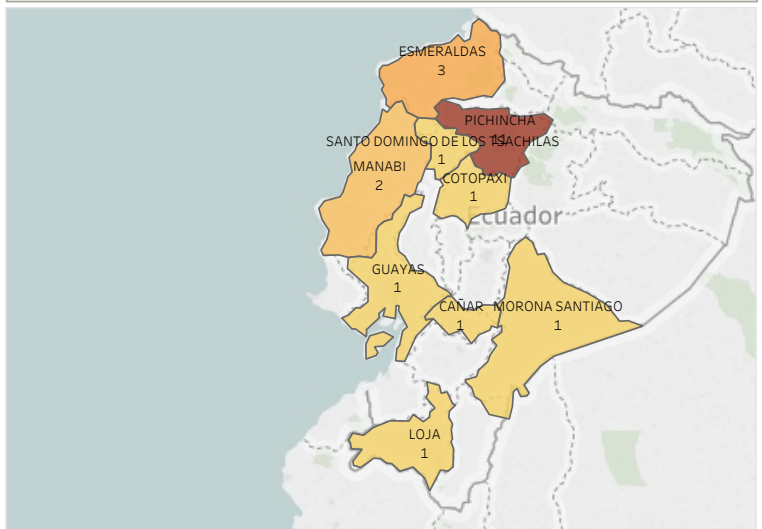 ESMERALDAS
3
PICHINCHA
11
SANTO DOMINGO DE LOS TSACHILAS
1
MANABI
2
COTOPAXI
1
Ecuador
GUAYAS
1
CAÑAR
1
MORONA SANTIAGO
1
LOJA
1